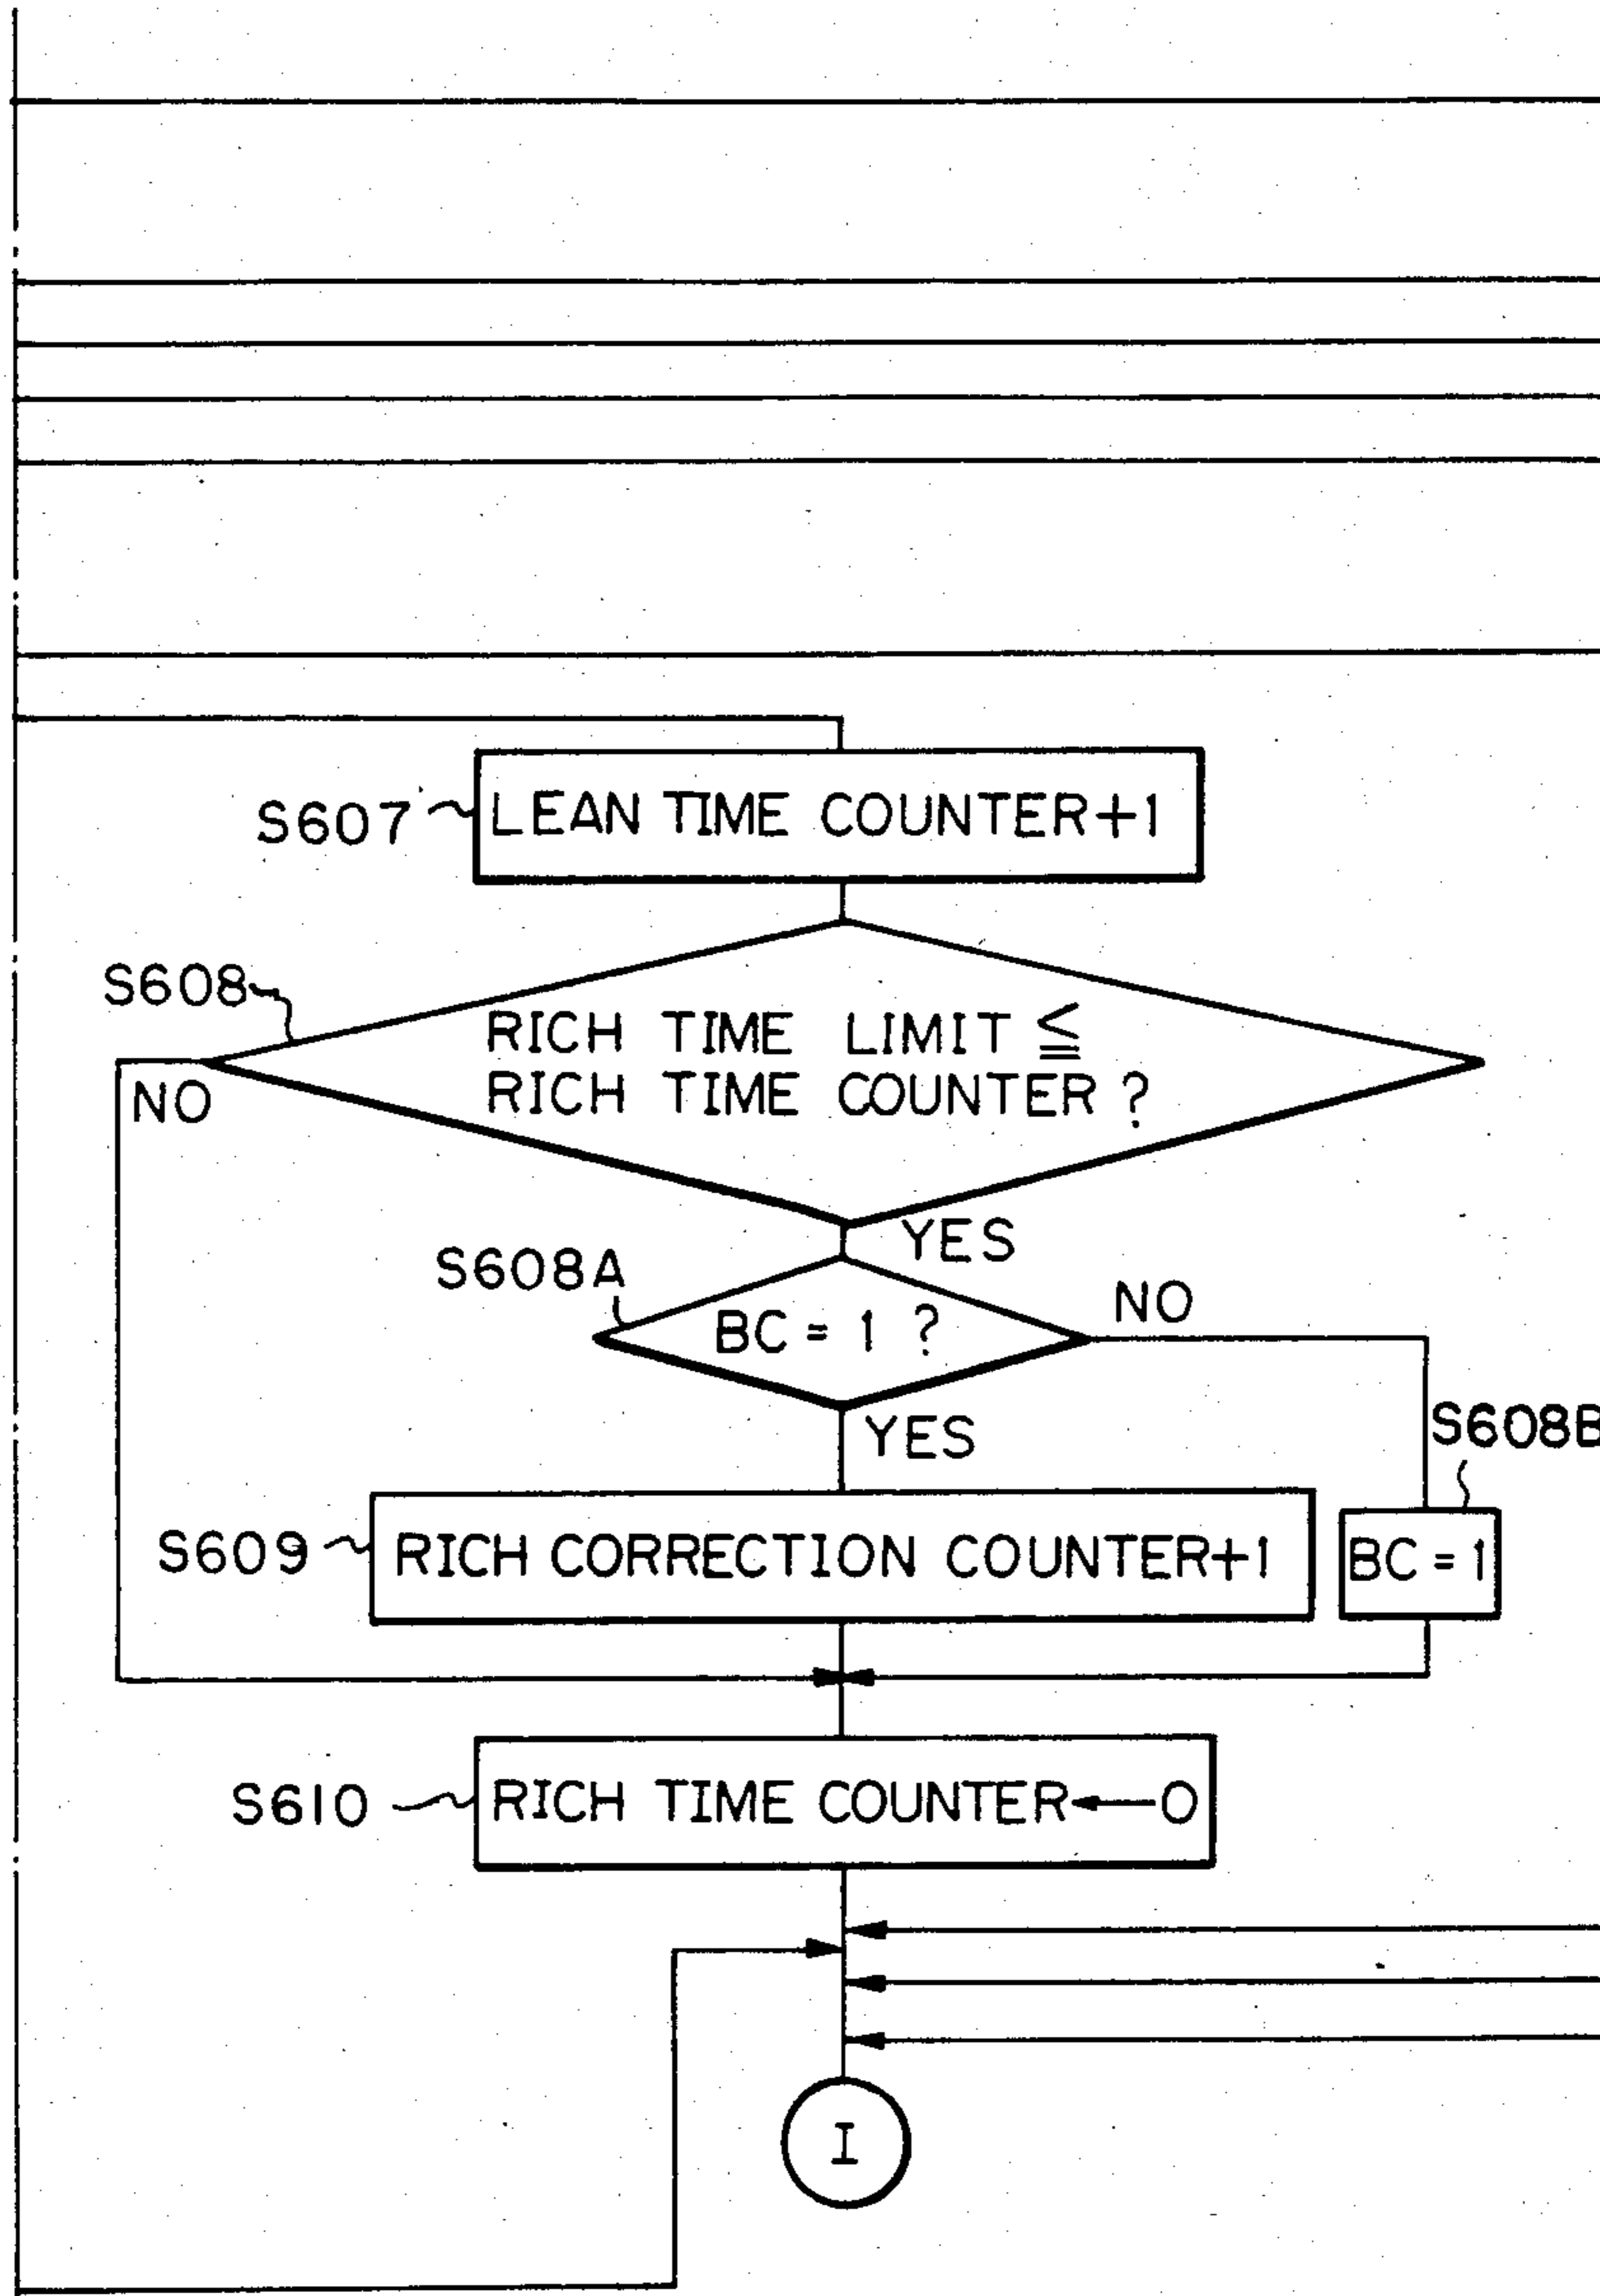 S607
LEAN TIME COUNTER+1
S608
RICH TIME LIMIT ≦
RICH TIME COUNTER ?
NO
YES
S608A
BC = 1 ?
NO
YES
S608B
S609
RICH CORRECTION COUNTER+1
BC = 1
S610
RICH TIME COUNTER←0
I